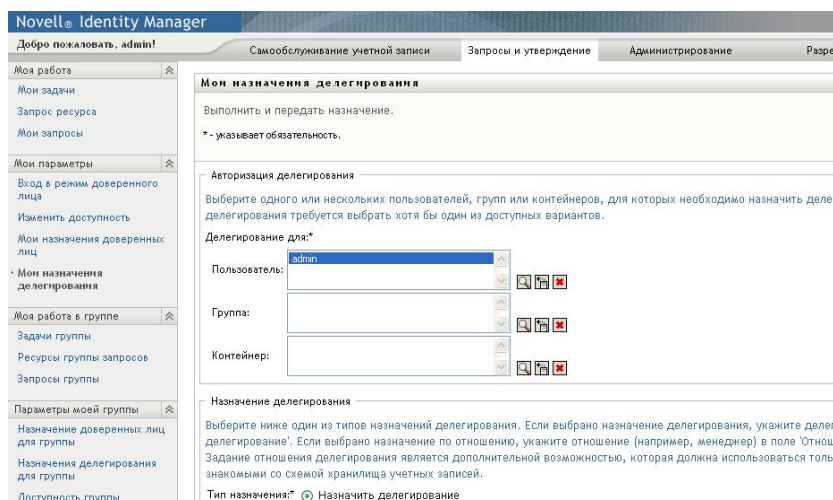 Novell® Identity Manager
Добро пожаловать, admin!
Самообслуживание учетной записи
Запросы и утверждение
Администрирование
Разре
Моя работа
Мои задачи
Запрос ресурса
Мои запросы
Мои параметры
Вход в режим доверенного
лица
Изменить доступность
Мои назначения доверенных
лиц
Мои назначения
делегирования
Моя работа в группе
Задачи группы
Ресурсы группы запросов
Запросы группы
Параметры моей группы
Назначение доверенных лиц
для группы
Назначения делегирования
для группы
Доступность группы
Мои назначения делегирования
Выполнить и передать назначение.
* - указывает обязательность.
Авторизация делегирования
Выберите одного или нескольких пользователей, групп или контейнеров, для которых необходимо назначить деле
делегирования требуется выбрать хотя бы один из доступных вариантов.
Делегирование для:*
Пользователь:
admin
Группа:
Контейнер:
Назначение делегирования
Выберите ниже один из типов назначений делегирования. Если выбрано назначение делегирования, укажите делег
делегирование'. Если выбрано назначение по отношению, укажите отношение (например, менеджер) в поле 'Отнош
Задание отношения делегирования является дополнительной возможностью, которая должна использоваться толь
знакомыми со схемой хранилища учетных записей.
Тип назначения:* Назначить делегирование